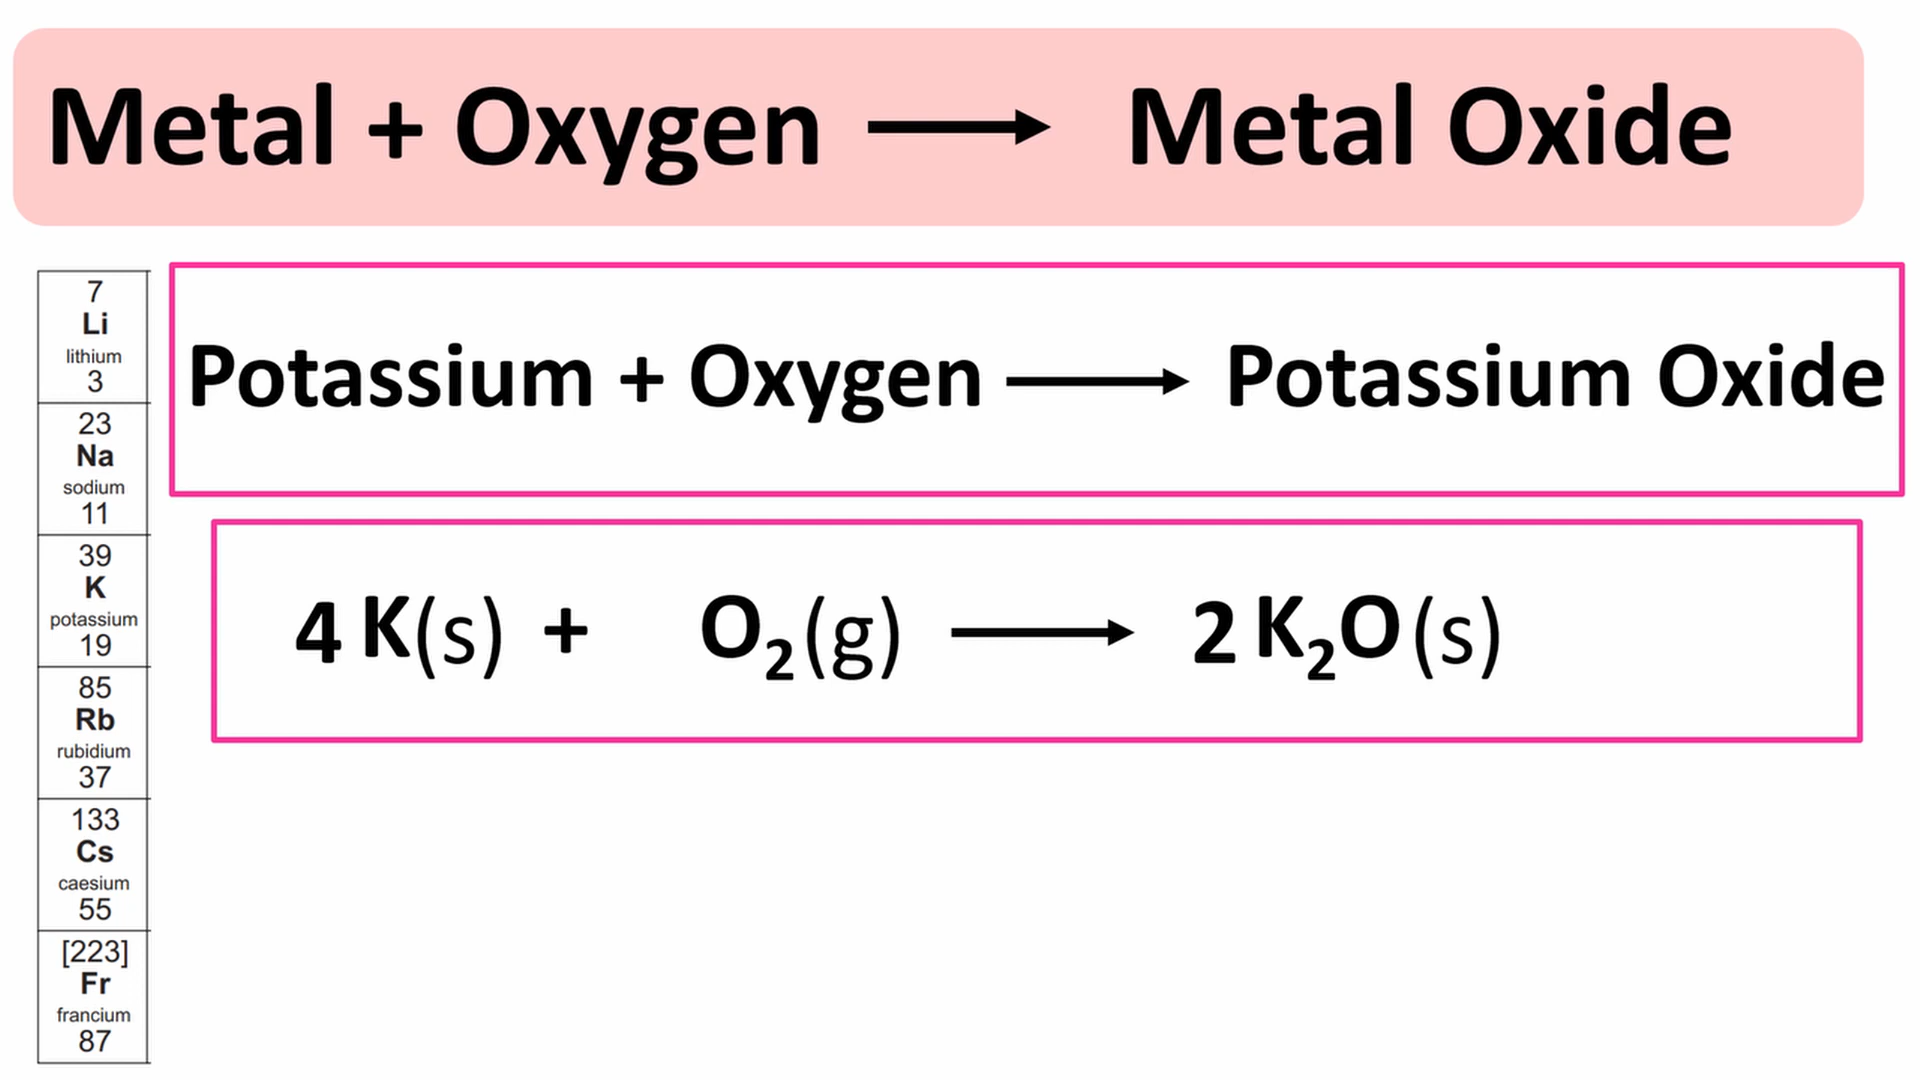 Metal + Oxygen ⟶ Metal Oxide
7
Li
lithium
3
23
Na
sodium
11
39
K
potassium
19
85
Rb
rubidium
37
133
Cs
caesium
55
[223]
Fr
francium
87
Potassium + Oxygen ⟶ Potassium Oxide
4 K(s) + O₂(g) ⟶ 2 K₂O(s)